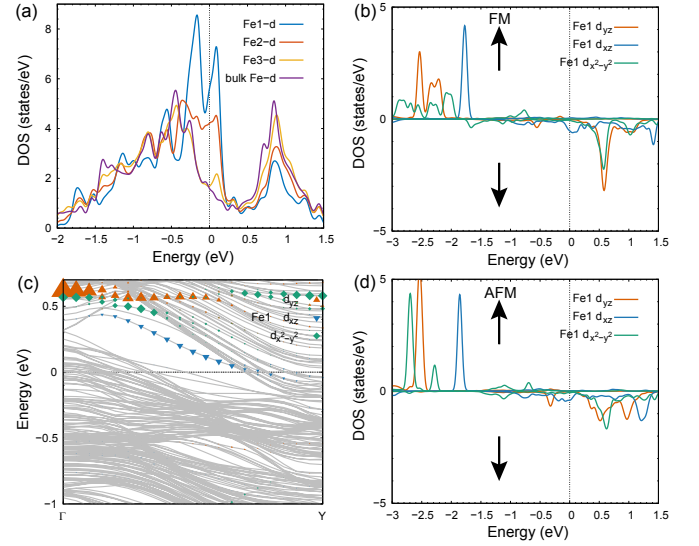 (a)
DOS (states/eV)
8
6
4
2
0
Fe1-d
Fe2-d
Fe3-d
bulk Fe-d
-2 -1.5 -1 -0.5 0 0.5 1 1.5
Energy (eV)
(b)
DOS (states/eV)
5
0
-5
FM
Fe1 dyz
Fe1 dxz
Fe1 dx²-y²
-3 -2.5 -2 -1.5 -1 -0.5 0 0.5 1 1.5
Energy (eV)
(c)
Energy (eV)
0.5
0
-0.5
-1
dyz
Fe1 dxz
dx²-y²
Γ Y
(d)
DOS (states/eV)
5
0
-5
AFM
Fe1 dyz
Fe1 dxz
Fe1 dx²-y²
-3 -2.5 -2 -1.5 -1 -0.5 0 0.5 1 1.5
Energy (eV)